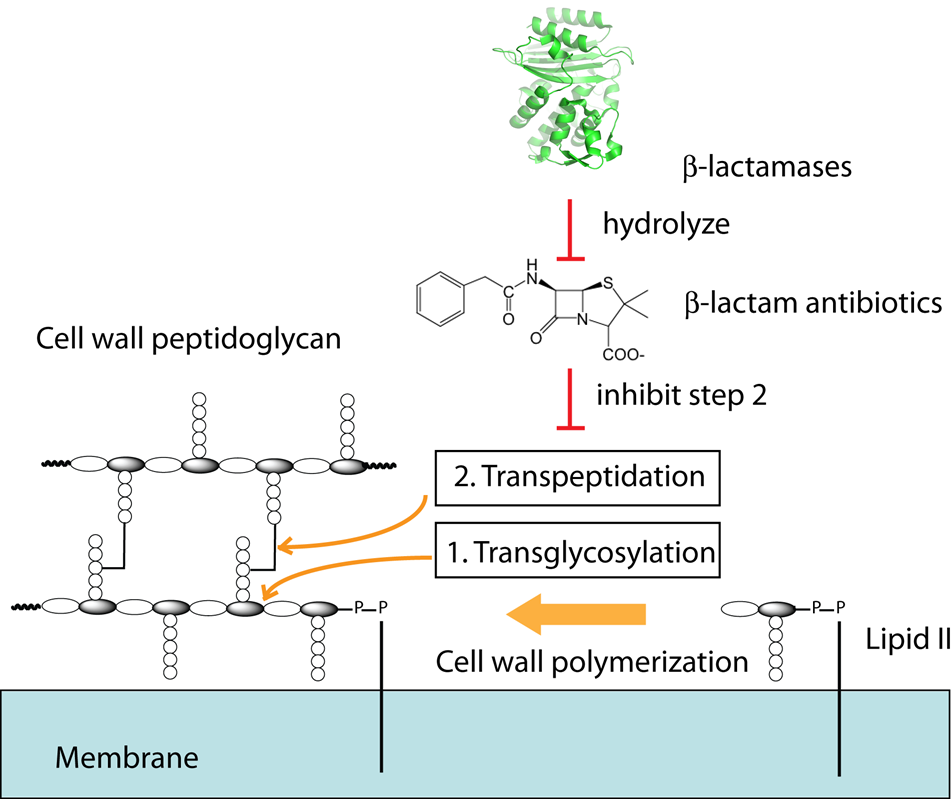 β-lactamases
hydrolyze
H
N
S
C
O
N
O
COO-
β-lactam antibiotics
inhibit step 2
Cell wall peptidoglycan
2. Transpeptidation
1. Transglycosylation
P P
P P
Lipid II
Cell wall polymerization
Membrane